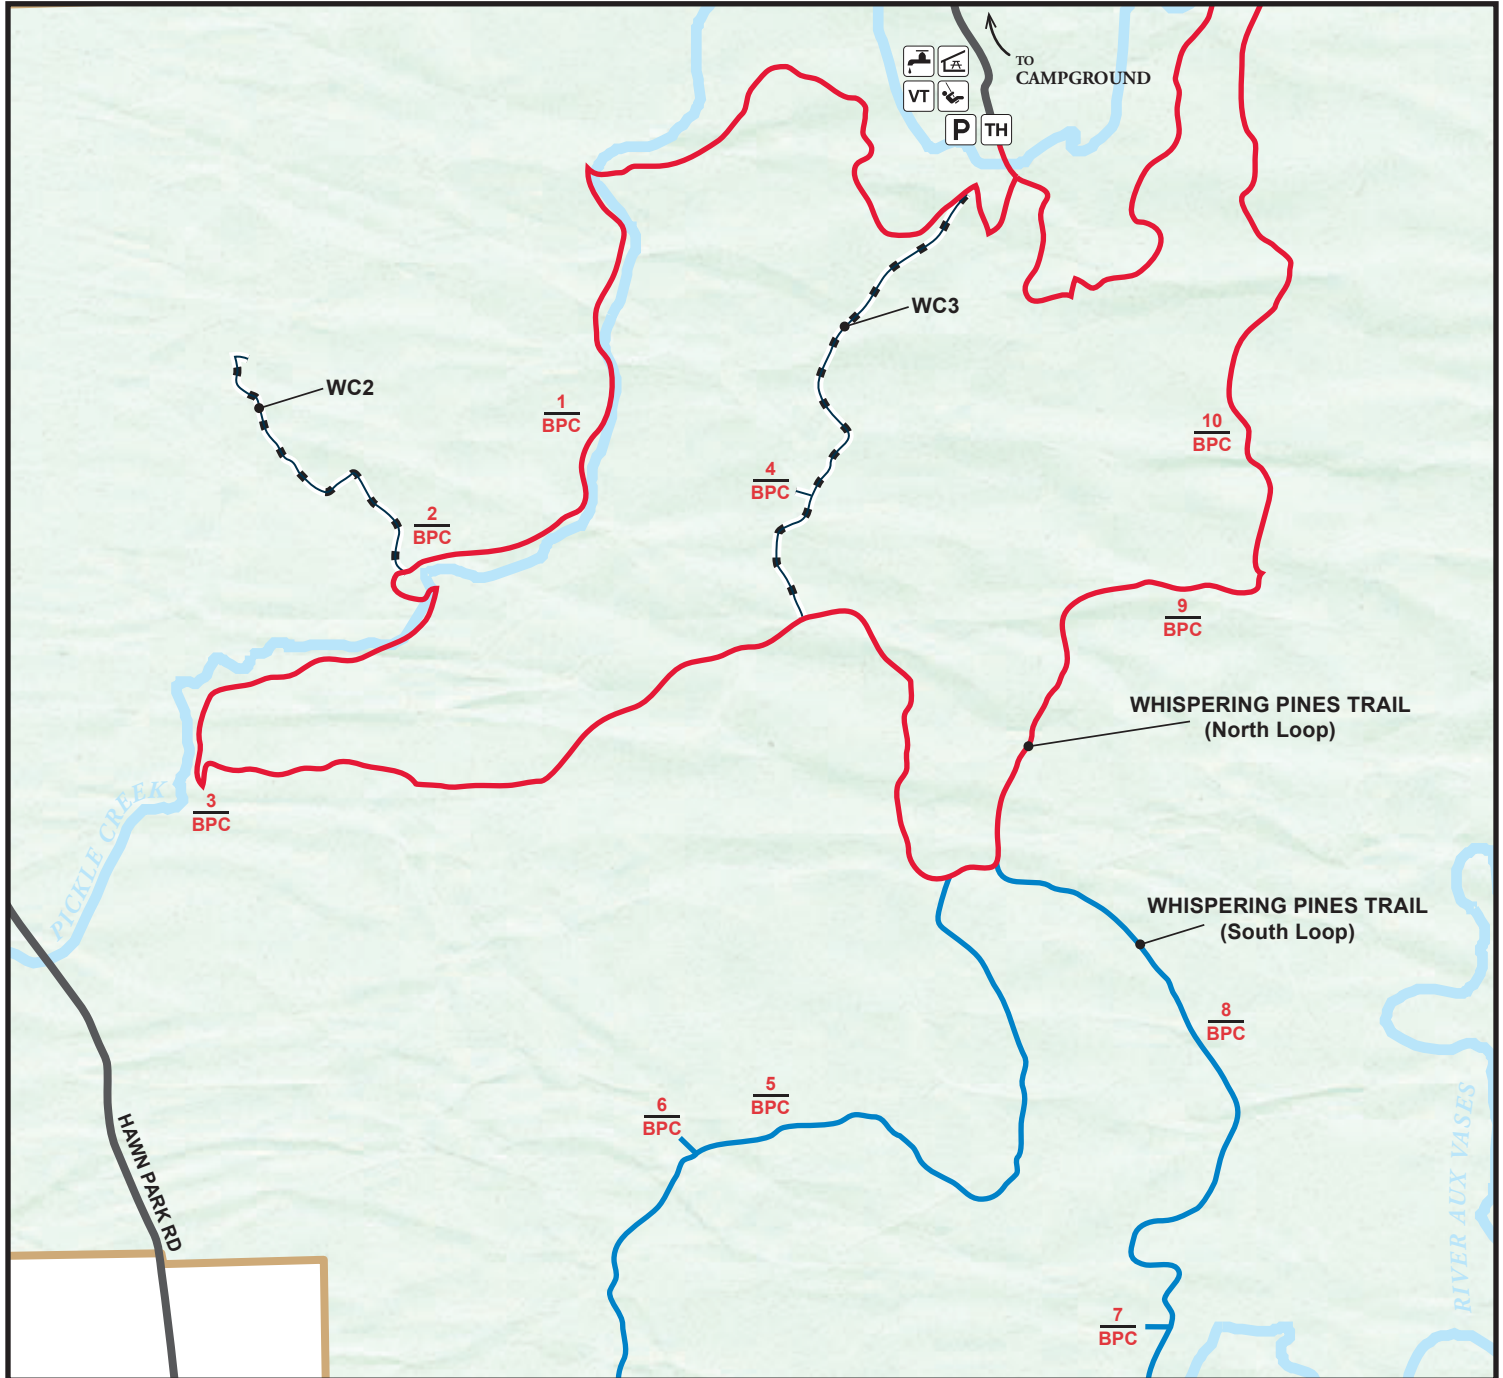 TO
CAMPGROUND
VT
P
TH
WC3
WC2
1
BPC
10
BPC
4
BPC
2
BPC
9
BPC
WHISPERING PINES TRAIL
(North Loop)
3
BPC
PICKLE CREEK
WHISPERING PINES TRAIL
(South Loop)
8
BPC
5
BPC
6
BPC
HAWN PARK RD
RIVER AUX VASES
7
BPC